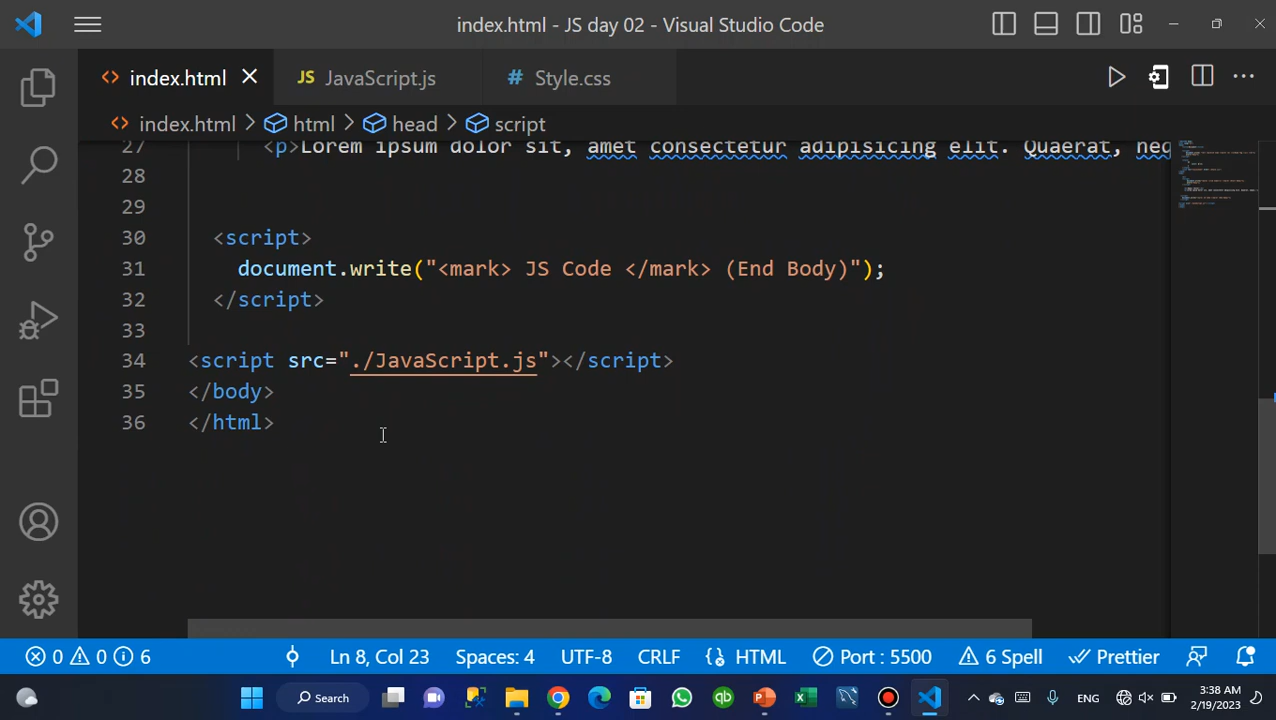 index.html - JS day 02 - Visual Studio Code
index.html
JS JavaScript.js
# Style.css
index.html > html > head > script
27 <p>Lorem ipsum dolor sit, amet consectetur adipisicing elit. Quaerat, neq
28
29
30 <script>
31 document.write("<mark> JS Code </mark> (End Body)");
32 </script>
33
34 <script src="./JavaScript.js"></script>
35 </body>
36 </html>
0 0 6 Ln 8, Col 23 Spaces: 4 UTF-8 CRLF {} HTML Port : 5500 6 Spell Prettier
Search ENG 3:38 AM
2/19/2023